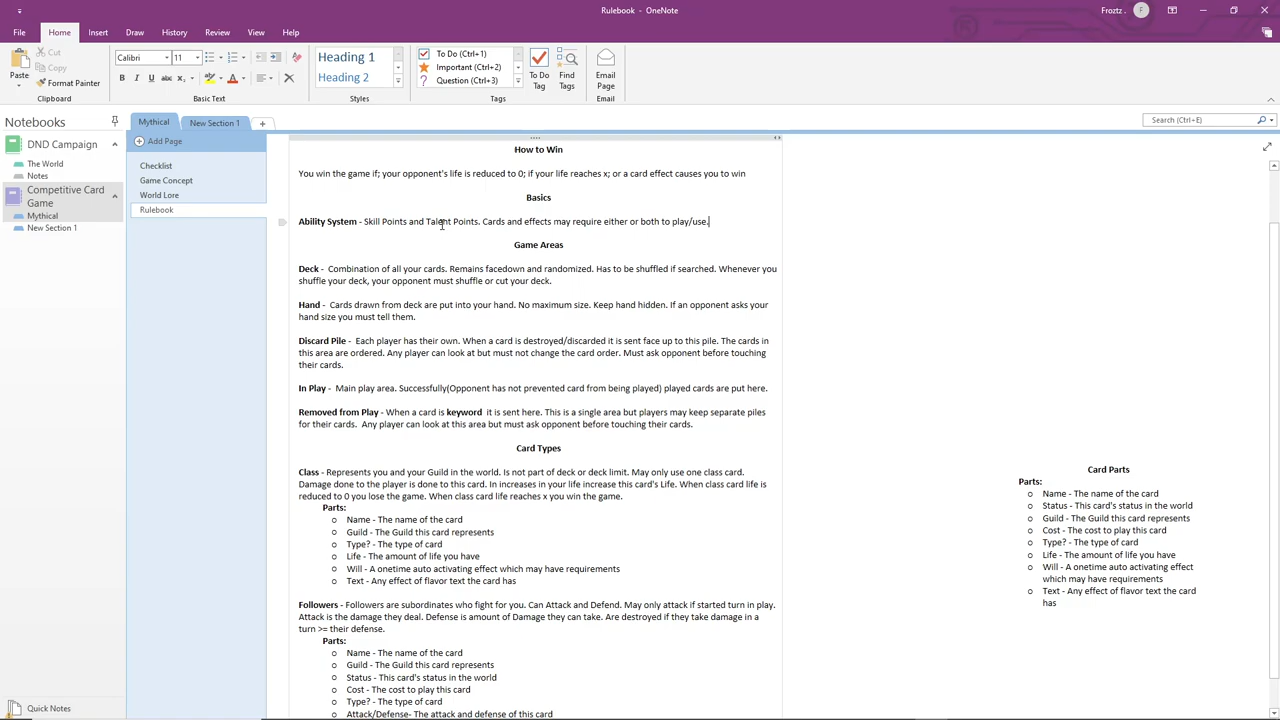 Rulebook - OneNote
Froztz .
F
File
Home
Insert
Draw
History
Review
View
Help
Paste
Cut
Copy
Format Painter
Clipboard
Calibri
11
B I U abc x₂
A
Basic Text
Heading 1
Heading 2
Styles
To Do (Ctrl+1)
Important (Ctrl+2)
Question (Ctrl+3)
To Do Tag
Find Tags
Tags
Email Page
Email
Notebooks
DND Campaign
The World
Notes
Competitive Card Game
Mythical
New Section 1
Quick Notes
Mythical
New Section 1
+
Search (Ctrl+E)
Add Page
Checklist
Game Concept
World Lore
Rulebook
How to Win
You win the game if; your opponent's life is reduced to 0; if your life reaches x; or a card effect causes you to win
Basics
Ability System - Skill Points and Talent Points. Cards and effects may require either or both to play/use.
Game Areas
Deck - Combination of all your cards. Remains facedown and randomized. Has to be shuffled if searched. Whenever you
shuffle your deck, your opponent must shuffle or cut your deck.
Hand - Cards drawn from deck are put into your hand. No maximum size. Keep hand hidden. If an opponent asks your
hand size you must tell them.
Discard Pile - Each player has their own. When a card is destroyed/discarded it is sent face up to this pile. The cards in
this area are ordered. Any player can look at but must not change the card order. Must ask opponent before touching
their cards.
In Play - Main play area. Successfully(Opponent has not prevented card from being played) played cards are put here.
Removed from Play - When a card is keyword it is sent here. This is a single area but players may keep separate piles
for their cards. Any player can look at this area but must ask opponent before touching their cards.
Card Types
Class - Represents you and your Guild in the world. Is not part of deck or deck limit. May only use one class card.
Damage done to the player is done to this card. In increases in your life increase this card's Life. When class card life is
reduced to 0 you lose the game. When class card life reaches x you win the game.
Parts:
o Name - The name of the card
o Guild - The Guild this card represents
o Type? - The type of card
o Life - The amount of life you have
o Will - A onetime auto activating effect which may have requirements
o Text - Any effect of flavor text the card has
Followers - Followers are subordinates who fight for you. Can Attack and Defend. May only attack if started turn in play.
Attack is the damage they deal. Defense is amount of Damage they can take. Are destroyed if they take damage in a
turn >= their defense.
Parts:
o Name - The name of the card
o Guild - The Guild this card represents
o Status - This card's status in the world
o Cost - The cost to play this card
o Type? - The type of card
o Attack/Defense- The attack and defense of this card
Card Parts
Parts:
o Name - The name of the card
o Status - This card's status in the world
o Guild - The Guild this card represents
o Cost - The cost to play this card
o Type? - The type of card
o Life - The amount of life you have
o Will - A onetime auto activating effect
which may have requirements
o Text - Any effect of flavor text the card
has